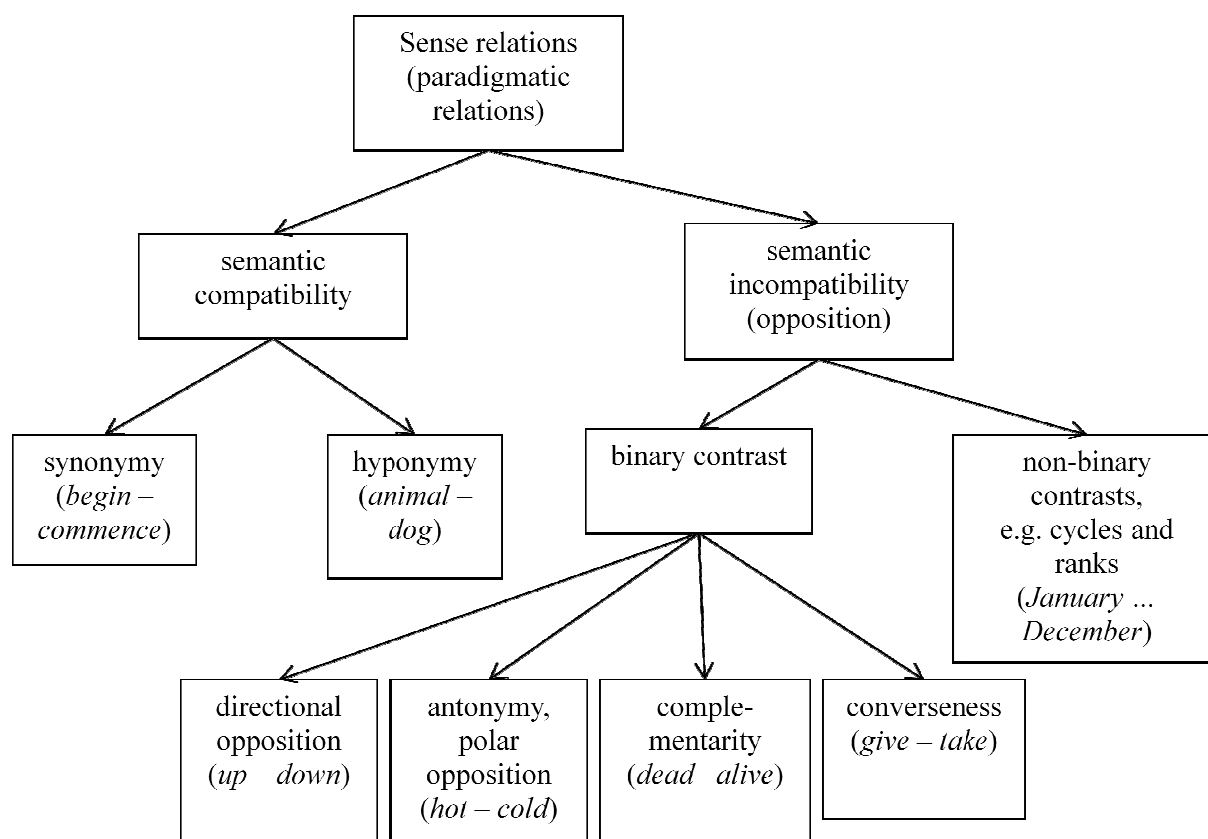 Sense relations
(paradigmatic
relations)
semantic
compatibility
semantic
incompatibility
(opposition)
synonymy
(begin –
commence)
hyponymy
(animal –
dog)
binary contrast
non-binary
contrasts,
e.g. cycles and
ranks
(January ...
December)
directional
opposition
(up down)
antonymy,
polar
opposition
(hot – cold)
comple-
mentarity
(dead alive)
converseness
(give – take)